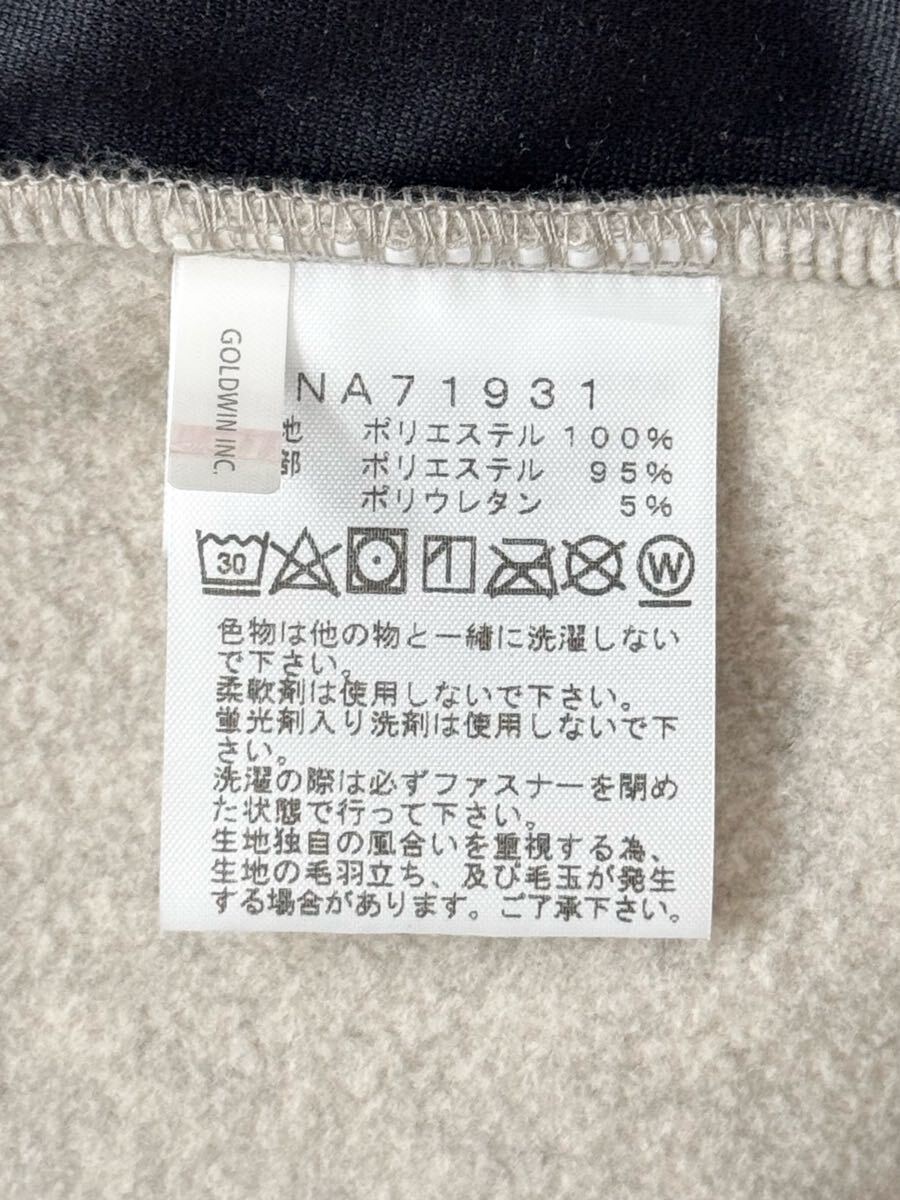 GOLDWIN INC.
NA71931
地 ポリエステル 100%
部 ポリエステル 95%
ポリウレタン 5%
30 W
色物は他の物と一緒に洗濯しない
で下さい。
柔軟剤は使用しないで下さい。
蛍光剤入り洗剤は使用しないで下
さい。
洗濯の際は必ずファスナーを閉め
た状態で行って下さい。
生地独自の風合いを重視する為、
生地の毛羽立ち、及び毛玉が発生
する場合があります。ご了承下さい。